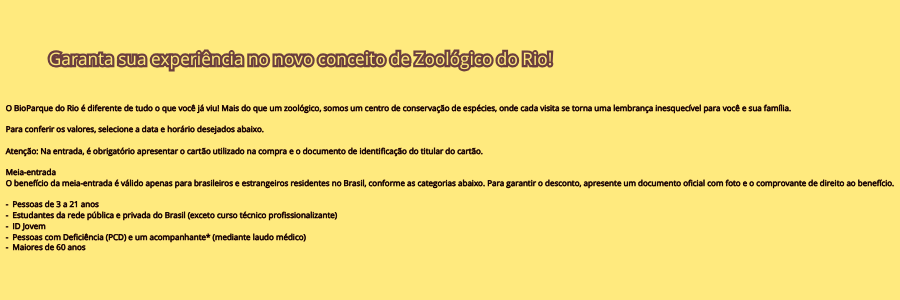 Garanta sua experiência no novo conceito de Zoológico do Rio!
O BioParque do Rio é diferente de tudo o que você já viu! Mais do que um zoológico, somos um centro de conservação de espécies, onde cada visita se torna uma lembrança inesquecível para você e sua família.
Para conferir os valores, selecione a data e horário desejados abaixo.
Atenção: Na entrada, é obrigatório apresentar o cartão utilizado na compra e o documento de identificação do titular do cartão.
Meia-entrada
O benefício da meia-entrada é válido apenas para brasileiros e estrangeiros residentes no Brasil, conforme as categorias abaixo. Para garantir o desconto, apresente um documento oficial com foto e o comprovante de direito ao benefício.
- Pessoas de 3 a 21 anos
- Estudantes da rede pública e privada do Brasil (exceto curso técnico profissionalizante)
- ID Jovem
- Pessoas com Deficiência (PCD) e um acompanhante* (mediante laudo médico)
- Maiores de 60 anos